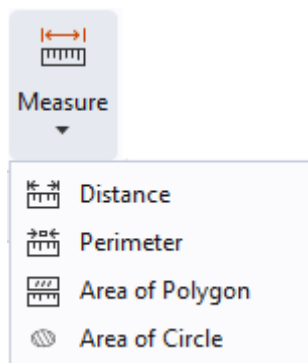 Measure
Distance
Perimeter
Area of Polygon
Area of Circle